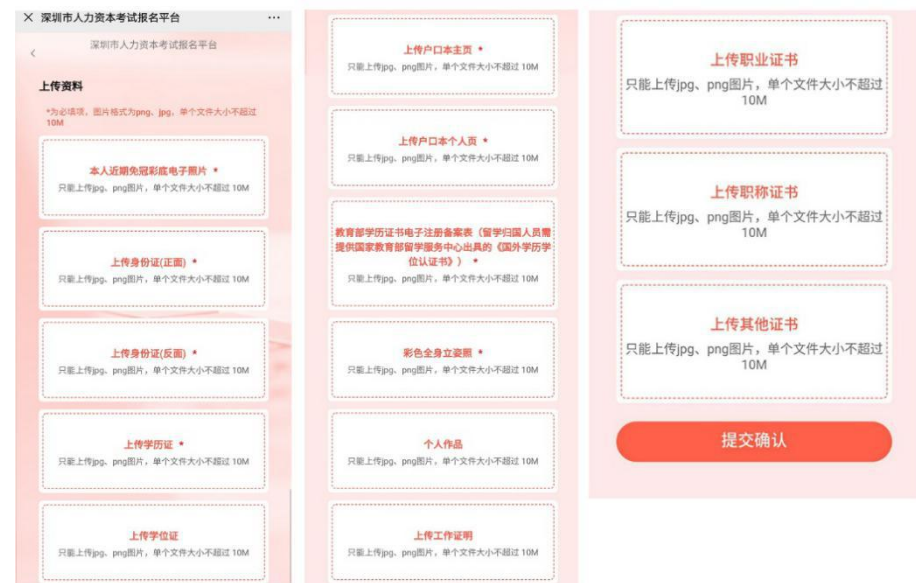 深圳市人力资本考试报名平台
深圳市人力资本考试报名平台
上传资料
*为必填项，图片格式为png、jpg，单个文件大小不超过
10M
本人近期免冠彩底电子照片 *
只能上传jpg、png图片，单个文件大小不超过 10M
上传身份证(正面) *
只能上传jpg、png图片，单个文件大小不超过 10M
上传身份证(反面) *
只能上传jpg、png图片，单个文件大小不超过 10M
上传学历证 *
只能上传jpg、png图片，单个文件大小不超过 10M
上传学位证
只能上传jpg、png图片，单个文件大小不超过 10M
上传户口本主页 *
只能上传jpg、png图片，单个文件大小不超过 10M
上传户口本个人页 *
只能上传jpg、png图片，单个文件大小不超过 10M
教育部学历证书电子注册备案表（留学归国人员需
提供国家教育部留学服务中心出具的《国外学历学
位认证书》） *
只能上传jpg、png图片，单个文件大小不超过 10M
彩色全身立姿照 *
只能上传jpg、png图片，单个文件大小不超过 10M
个人作品
只能上传jpg、png图片，单个文件大小不超过 10M
上传工作证明
只能上传jpg、png图片，单个文件大小不超过 10M
上传职业证书
只能上传jpg、png图片，单个文件大小不超过
10M
上传职称证书
只能上传jpg、png图片，单个文件大小不超过
10M
上传其他证书
只能上传jpg、png图片，单个文件大小不超过
10M
提交确认